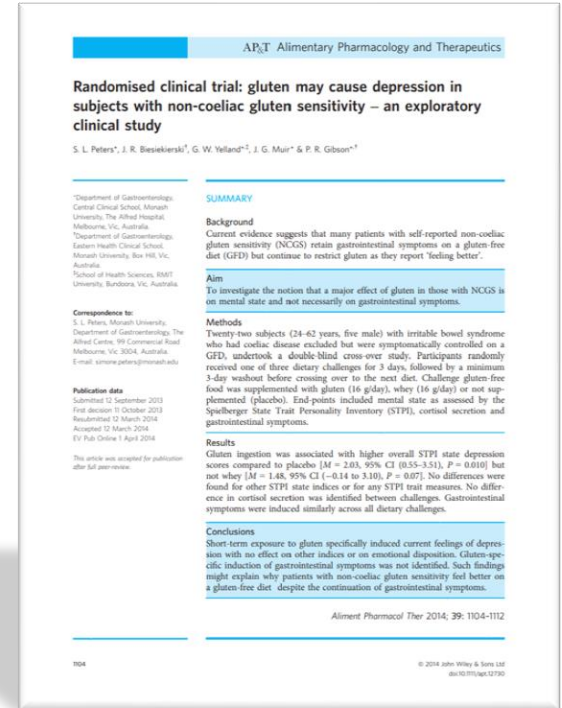 AP&T Alimentary Pharmacology and Therapeutics
Randomised clinical trial: gluten may cause depression in
subjects with non-coeliac gluten sensitivity – an exploratory
clinical study
S. L. Peters*, J. R. Biesiekierski†, G. W. Yelland*,‡, J. G. Muir* & P. R. Gibson*,†
*Department of Gastroenterology,
Central Clinical School, Monash
University, The Alfred Hospital,
Melbourne, Vic, Australia.
†Department of Gastroenterology,
Eastern Health Clinical School,
Monash University, Box Hill, Vic,
Australia.
‡School of Health Sciences, RMIT
University, Bundoora, Vic, Australia.
Correspondence to:
S. L. Peters, Monash University,
Department of Gastroenterology, The
Alfred Centre, 99 Commercial Road
Melbourne, Vic 3004, Australia.
E-mail: simone.peters@monash.edu
Publication data
Submitted 12 September 2013
First decision 11 October 2013
Resubmitted 12 March 2014
Accepted 12 March 2014
EV Pub Online 1 April 2014
This article was accepted for publication
after full peer-review.
SUMMARY
Background
Current evidence suggests that many patients with self-reported non-coeliac
gluten sensitivity (NCGS) retain gastrointestinal symptoms on a gluten-free
diet (GFD) but continue to restrict gluten as they report 'feeling better'.
Aim
To investigate the notion that a major effect of gluten in those with NCGS is
on mental state and not necessarily on gastrointestinal symptoms.
Methods
Twenty-two subjects (24–62 years, five male) with irritable bowel syndrome
who had coeliac disease excluded but were symptomatically controlled on a
GFD, undertook a double-blind cross-over study. Participants randomly
received one of three dietary challenges for 3 days, followed by a minimum
3-day washout before crossing over to the next diet. Challenge gluten-free
food was supplemented with gluten (16 g/day), whey (16 g/day) or not sup-
plemented (placebo). End-points included mental state as assessed by the
Spielberger State Trait Personality Inventory (STPI), cortisol secretion and
gastrointestinal symptoms.
Results
Gluten ingestion was associated with higher overall STPI state depression
scores compared to placebo [M = 2.03, 95% CI (0.55–3.51), P = 0.010] but
not whey [M = 1.48, 95% CI (−0.14 to 3.10), P = 0.07]. No differences were
found for other STPI state indices or for any STPI trait measures. No differ-
ence in cortisol secretion was identified between challenges. Gastrointestinal
symptoms were induced similarly across all dietary challenges.
Conclusions
Short-term exposure to gluten specifically induced current feelings of depres-
sion with no effect on other indices or on emotional disposition. Gluten-spe-
cific induction of gastrointestinal symptoms was not identified. Such findings
might explain why patients with non-coeliac gluten sensitivity feel better on
a gluten-free diet despite the continuation of gastrointestinal symptoms.
Aliment Pharmacol Ther 2014; 39: 1104–1112
1104
© 2014 John Wiley & Sons Ltd
doi:10.1111/apt.12730